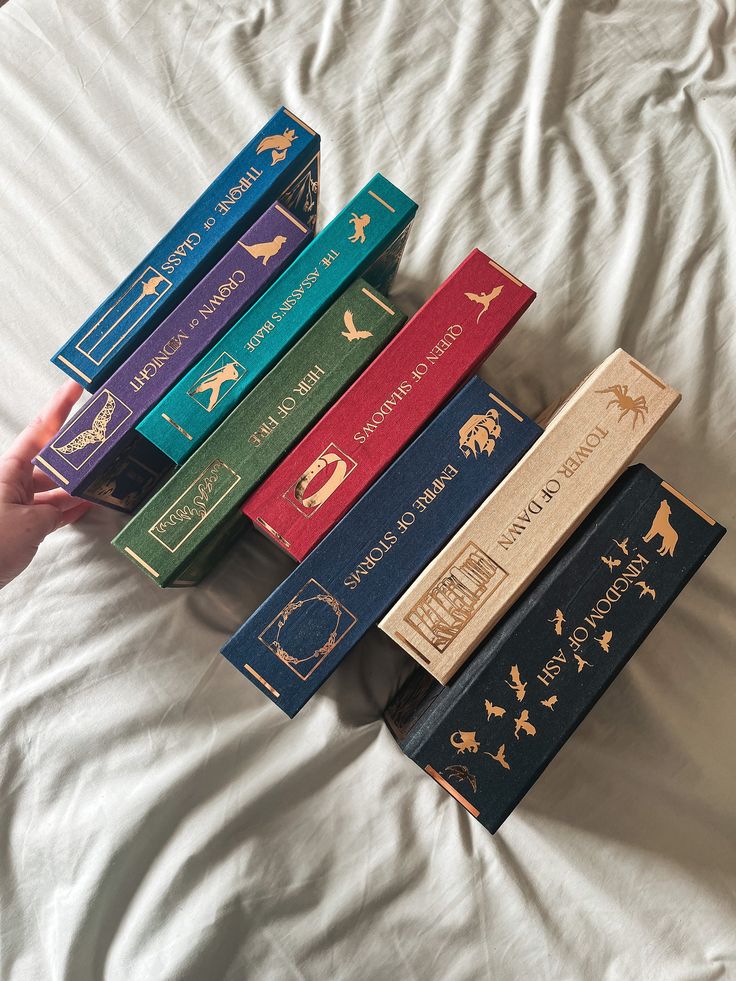 THRONE OF GLASS
CROWN OF MIDNIGHT
THE ASSASSIN'S BLADE
HEIR OF FIRE
QUEEN OF SHADOWS
EMPIRE OF STORMS
TOWER OF DAWN
KINGDOM OF ASH